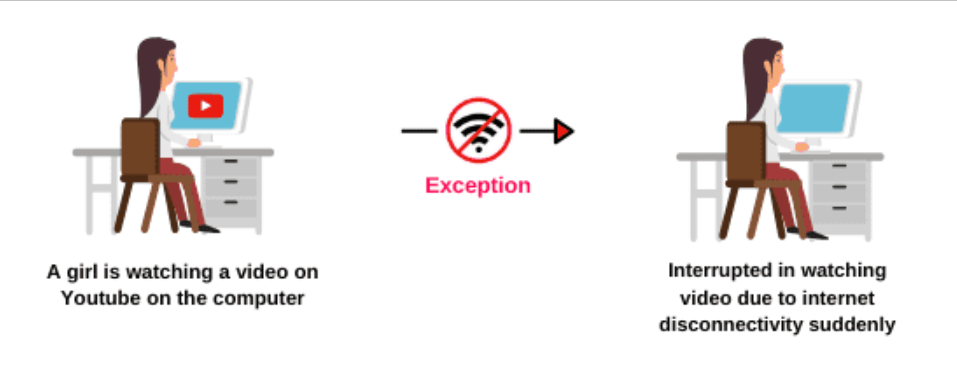 Exception
A girl is watching a video on
Youtube on the computer
Interrupted in watching
video due to internet
disconnectivity suddenly